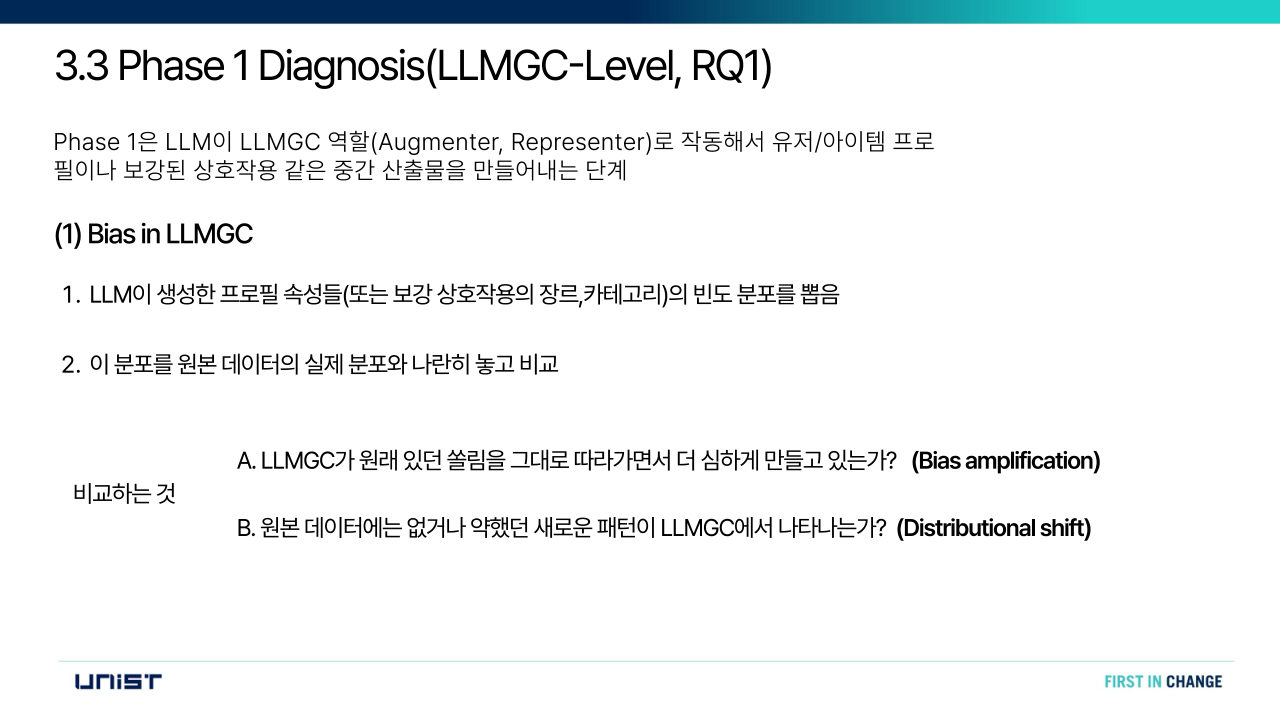 3.3 Phase 1 Diagnosis(LLMGC-Level, RQ1)
Phase 1은 LLM이 LLMGC 역할(Augmenter, Representer)로 작동해서 유저/아이템 프로
필이나 보강된 상호작용 같은 중간 산출물을 만들어내는 단계
(1) Bias in LLMGC
1. LLM이 생성한 프로필 속성들(또는 보강 상호작용의 장르,카테고리)의 빈도 분포를 뽑음
2. 이 분포를 원본 데이터의 실제 분포와 나란히 놓고 비교
비교하는 것
A. LLMGC가 원래 있던 쏠림을 그대로 따라가면서 더 심하게 만들고 있는가? (Bias amplification)
B. 원본 데이터에는 없거나 약했던 새로운 패턴이 LLMGC에서 나타나는가? (Distributional shift)
UNIST
FIRST IN CHANGE